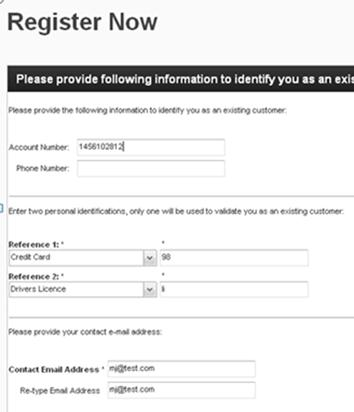 Register Now
Please provide following information to identify you as an exis
Please provide the following information to identify you as an existing customer:
Account Number: 1456102812
Phone Number:
Enter two personal identifications, only one will be used to validate you as an existing customer:
Reference 1: * *
Credit Card 98
Reference 2: * *
Drivers Licence li
Please provide your contact e-mail address:
Contact Email Address * mj@test.com
Re-type Email Address mj@test.com